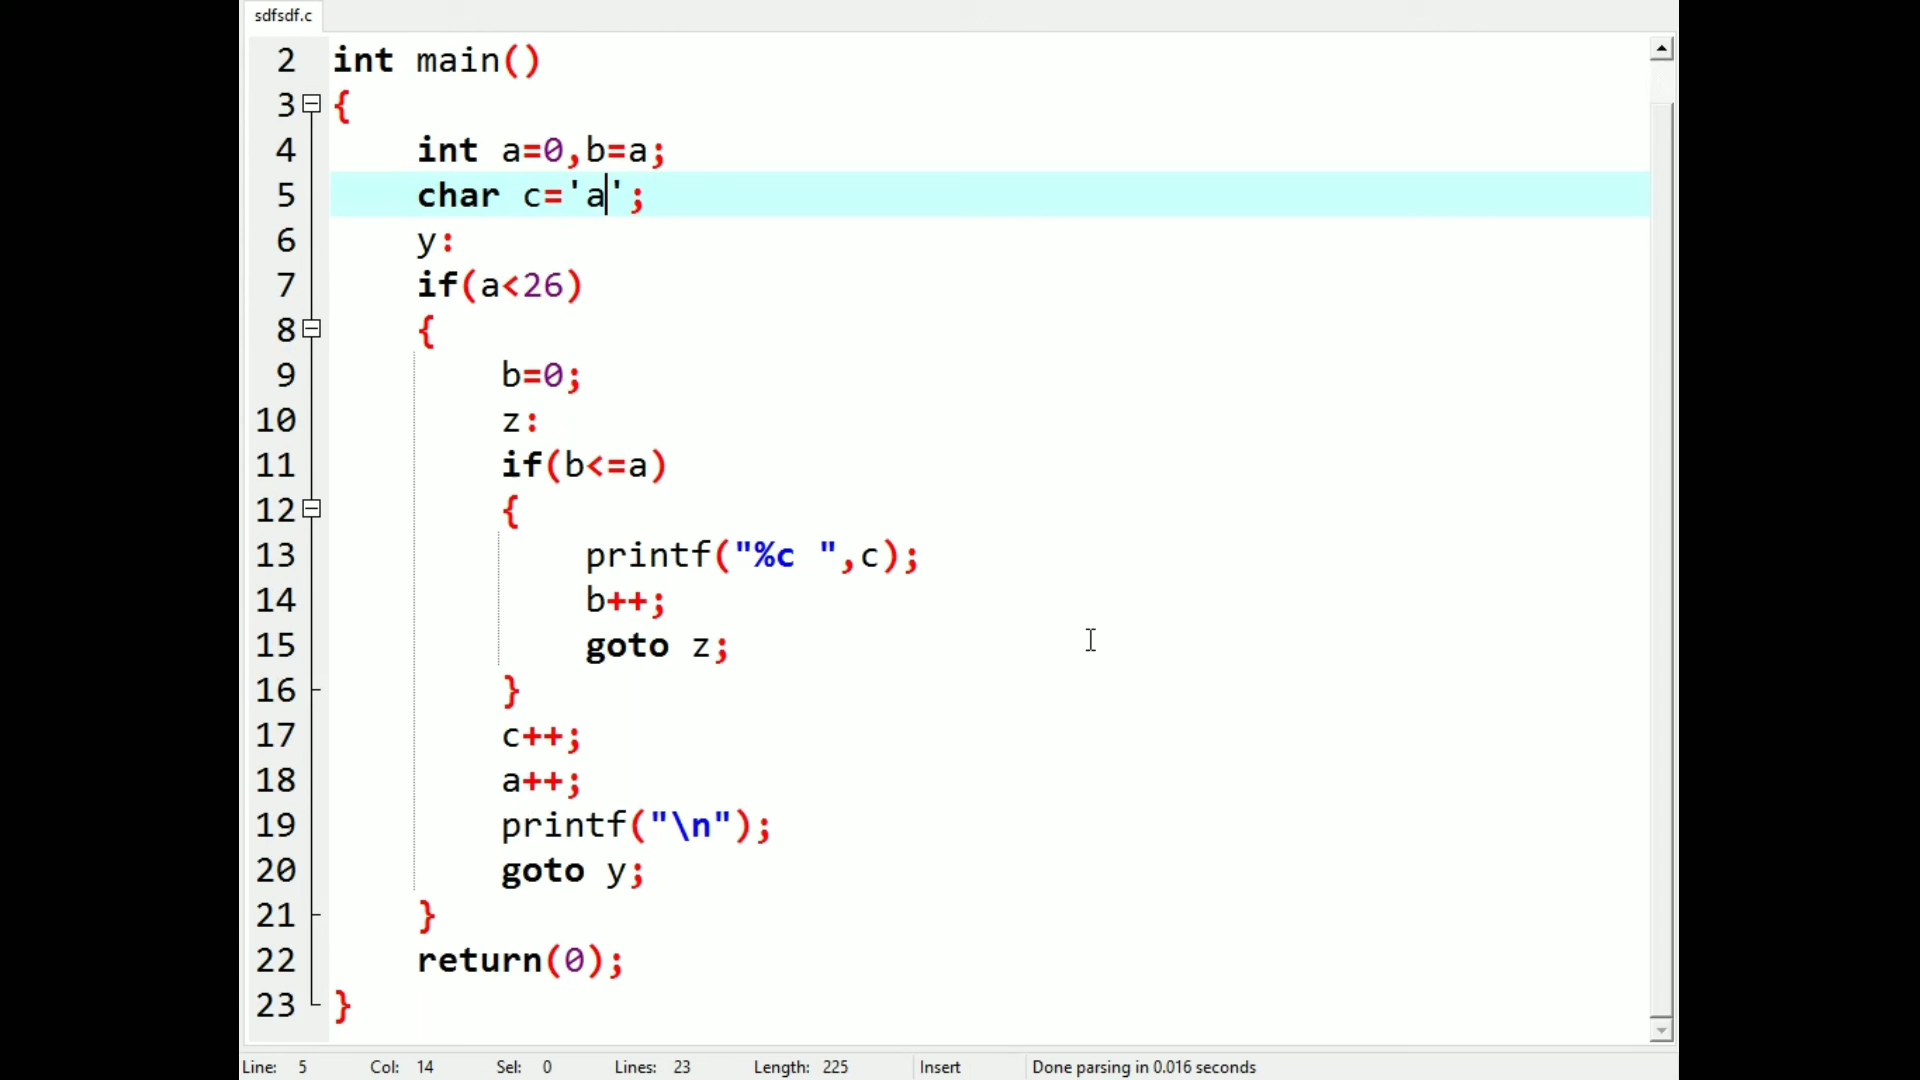 sdfsdf.c
2 int main()
3 {
4 int a=0,b=a;
5 char c='a';
6 y:
7 if(a<26)
8 {
9 b=0;
10 z:
11 if(b<=a)
12 {
13 printf("%c ",c);
14 b++;
15 goto z;
16 }
17 c++;
18 a++;
19 printf("\n");
20 goto y;
21 }
22 return(0);
23 }
Line: 5 Col: 14 Sel: 0 Lines: 23 Length: 225 Insert Done parsing in 0.016 seconds